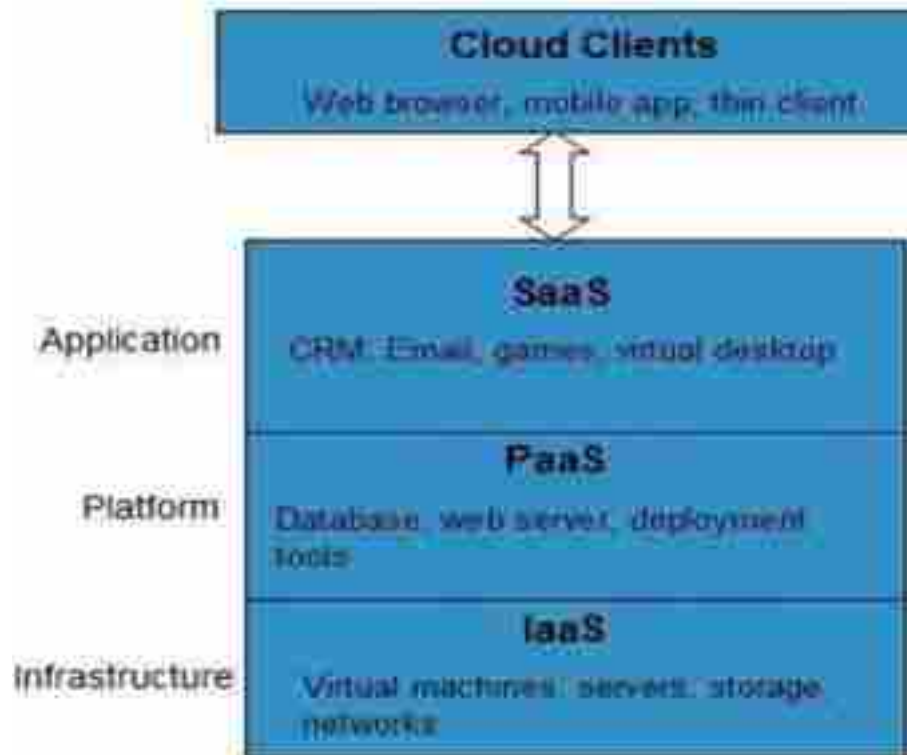 Cloud Clients
Web browser, mobile app, thin client
SaaS
Application
CRM, Email, games, virtual desktop
PaaS
Platform
Database, web server, deployment
tools
IaaS
Infrastructure
Virtual machines, servers, storage
networks